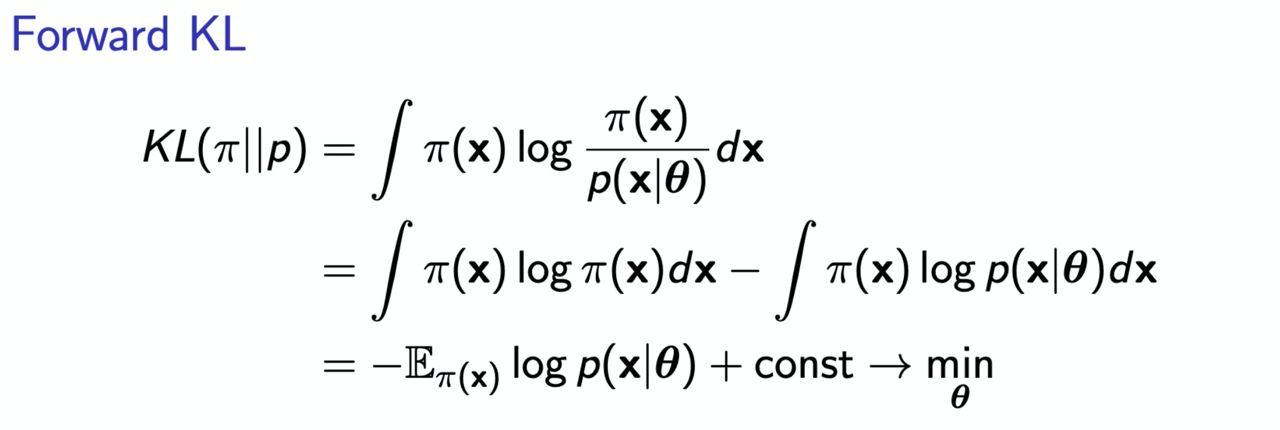 Forward KL
KL(π||p) = ∫ π(x) log π(x)/p(x|θ) dx
= ∫ π(x) log π(x)dx − ∫ π(x) log p(x|θ)dx
= −𝔼π(x) log p(x|θ) + const → min θ